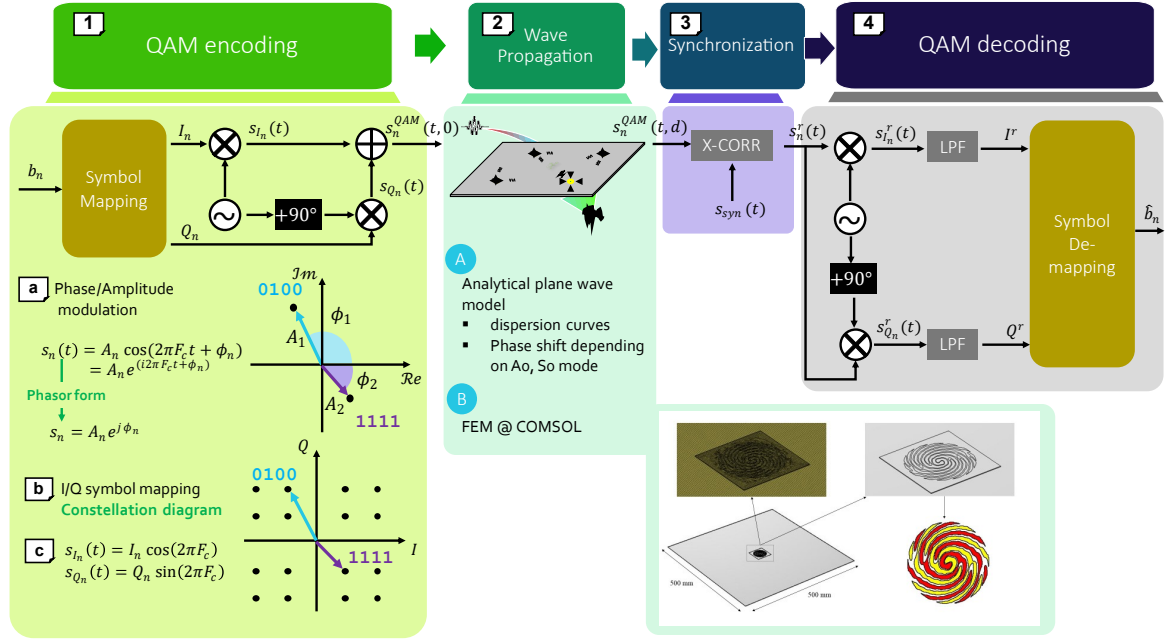 1
QAM encoding
2
Wave
Propagation
3
Synchronization
4
QAM decoding
b_n
Symbol
Mapping
I_n
s_{I_n}(t)
s_n^{QAM}(t,0)
s_{Q_n}(t)
+90°
Q_n
s_n^{QAM}(t,d)
X-CORR
s_{syn}(t)
s_n^r(t)
s_{I_n}^r(t)
LPF
I^r
+90°
s_{Q_n}^r(t)
LPF
Q^r
Symbol
De-
mapping
b̂_n
a
Phase/Amplitude
modulation
s_n(t) = A_n cos(2πF_c t + ϕ_n)
= A_n e^{(i2πF_c t+ϕ_n)}
Phasor form
s_n = A_n e^{j ϕ_n}
ℐm
0100
ϕ_1
A_1
ϕ_2
ℛe
A_2
1111
b
I/Q symbol mapping
Constellation diagram
c
s_{I_n}(t) = I_n cos(2πF_c)
s_{Q_n}(t) = Q_n sin(2πF_c)
Q
0100
1111
I
A
Analytical plane wave
model
▪ dispersion curves
▪ Phase shift depending
on Ao, So mode
B
FEM @ COMSOL
500 mm
500 mm